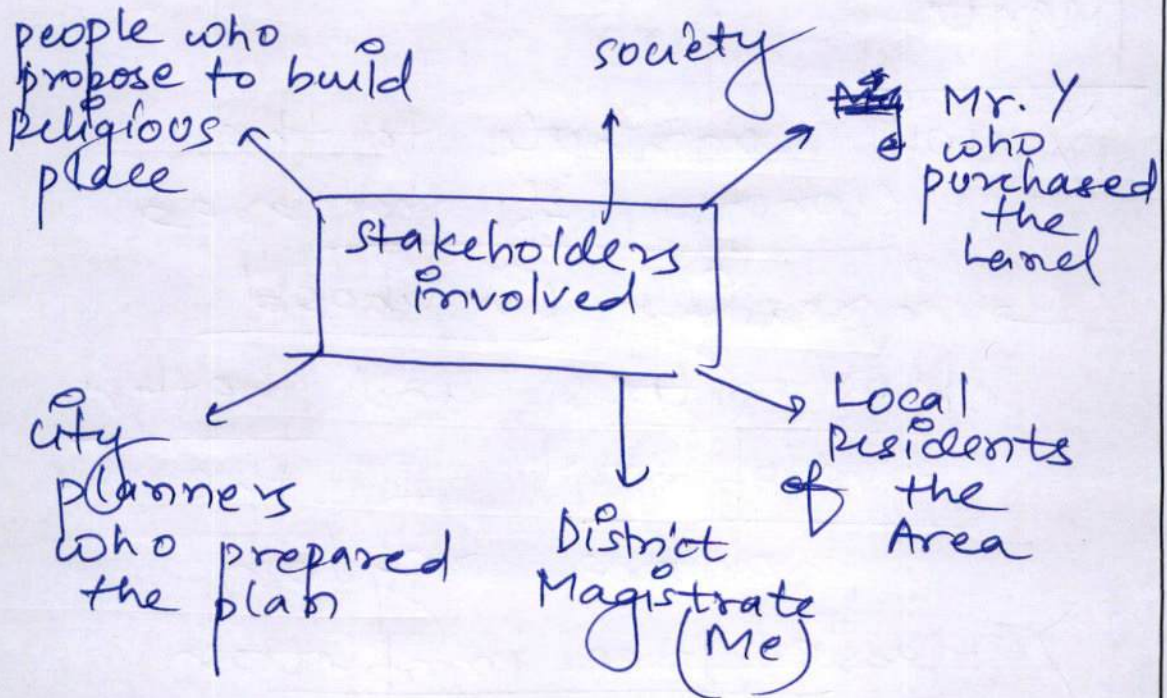 people who
propose to build
religious
place
society
Mr. Y
who
purchased
the
Land
stakeholders
involved
city
planners
who prepared
the plan
District
Magistrate
(Me)
Local
residents
of the
Area